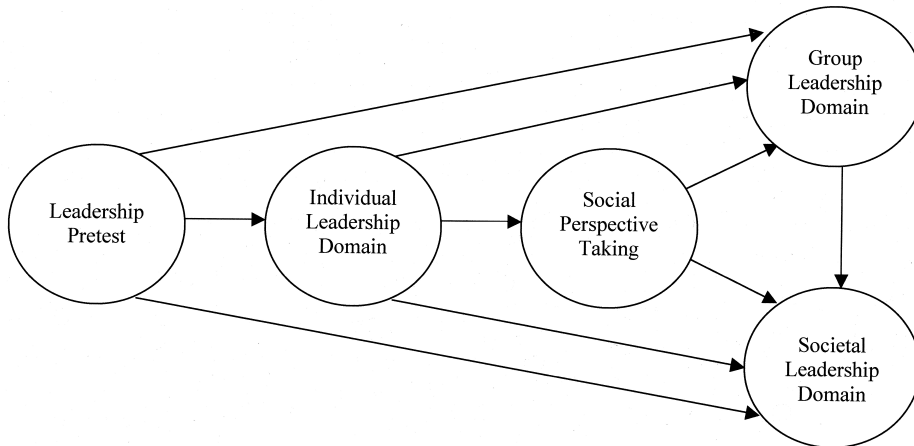 Leadership
Pretest
Individual
Leadership
Domain
Social
Perspective
Taking
Group
Leadership
Domain
Societal
Leadership
Domain